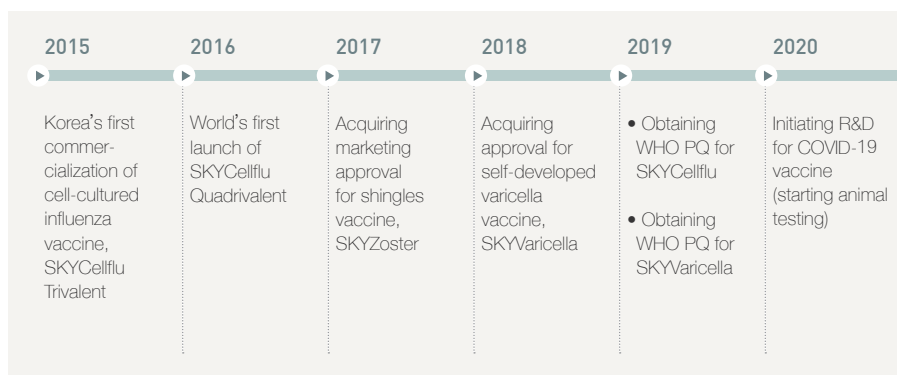 2015
Korea's first
commer-
cialization of
cell-cultured
influenza
vaccine,
SKYCellflu
Trivalent
2016
World's first
launch of
SKYCellflu
Quadrivalent
2017
Acquiring
marketing
approval
for shingles
vaccine,
SKYZoster
2018
Acquiring
approval for
self-developed
varicella
vaccine,
SKYVaricella
2019
• Obtaining
WHO PQ for
SKYCellflu
• Obtaining
WHO PQ for
SKYVaricella
2020
Initiating R&D
for COVID-19
vaccine
(starting animal
testing)